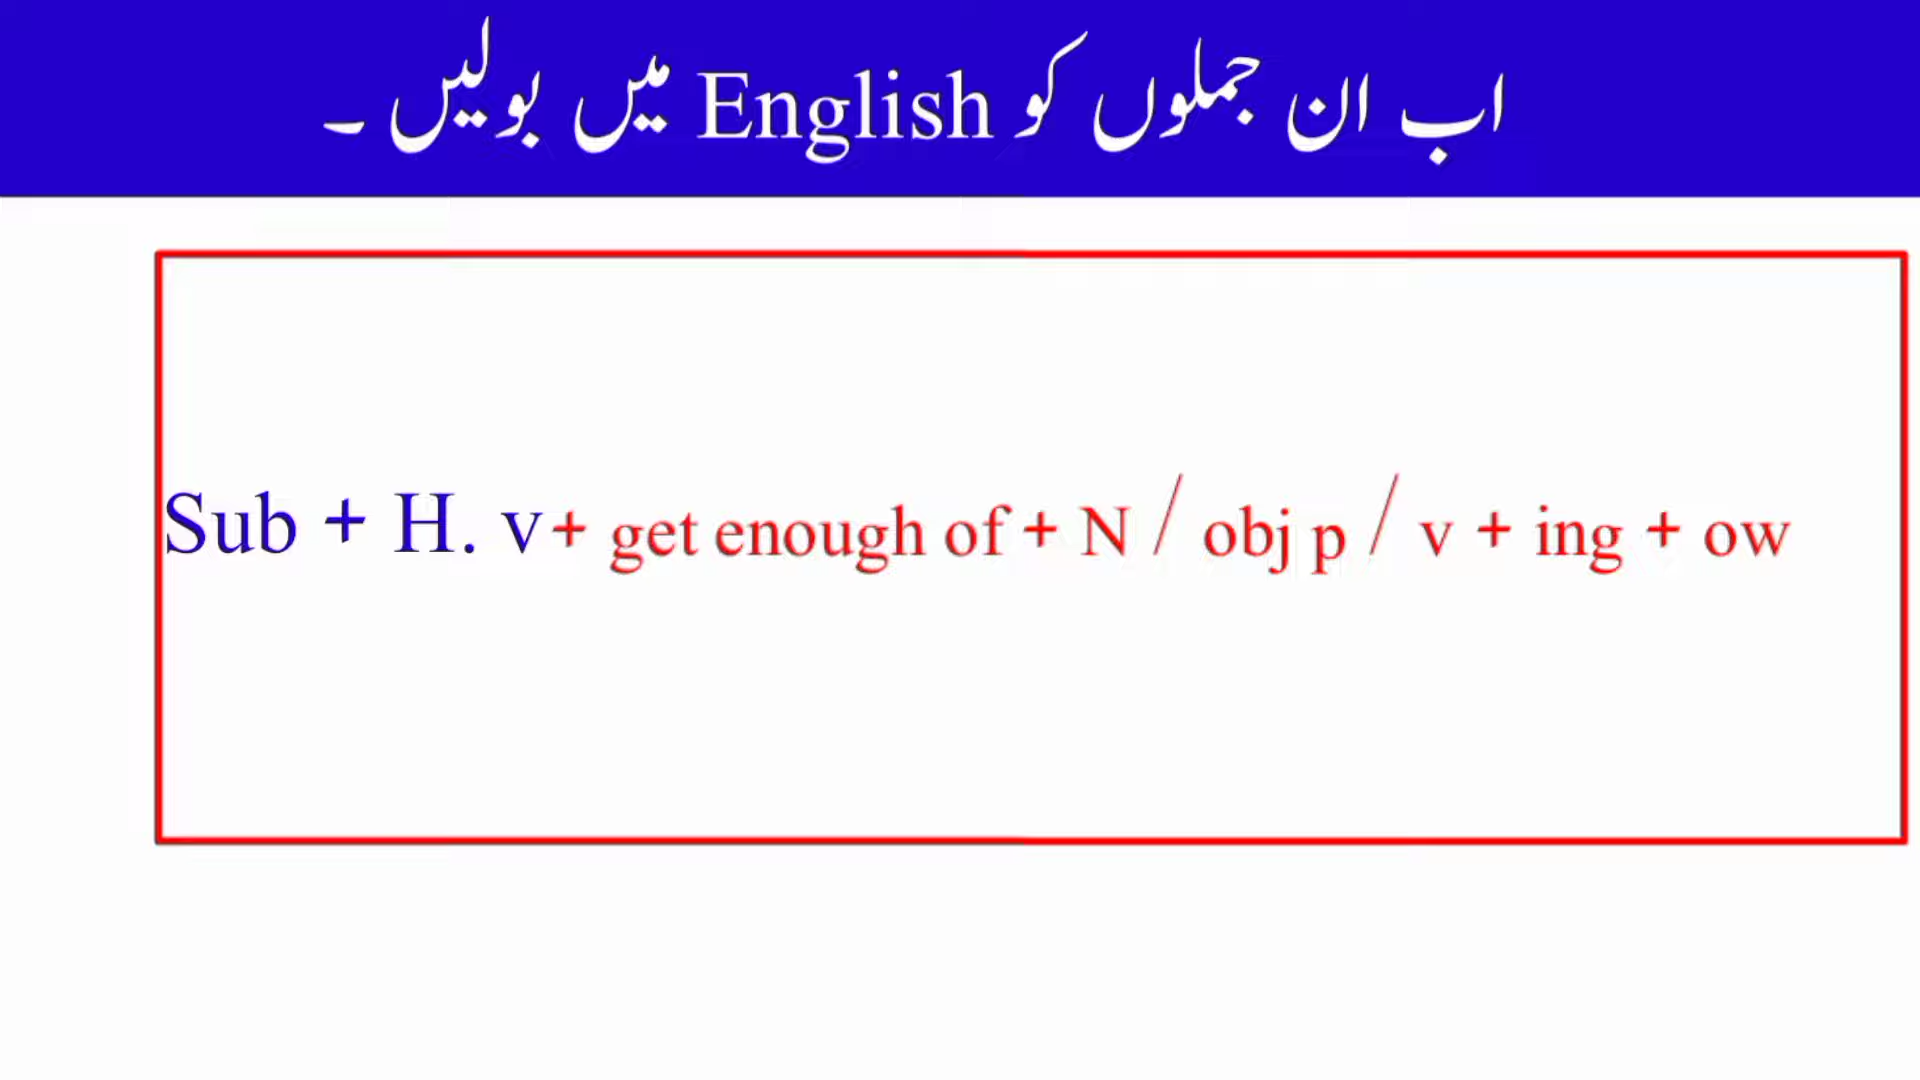 اب ان جملوں کو English میں بولیں ۔
Sub + H. v+ get enough of + N / obj p / v + ing + ow